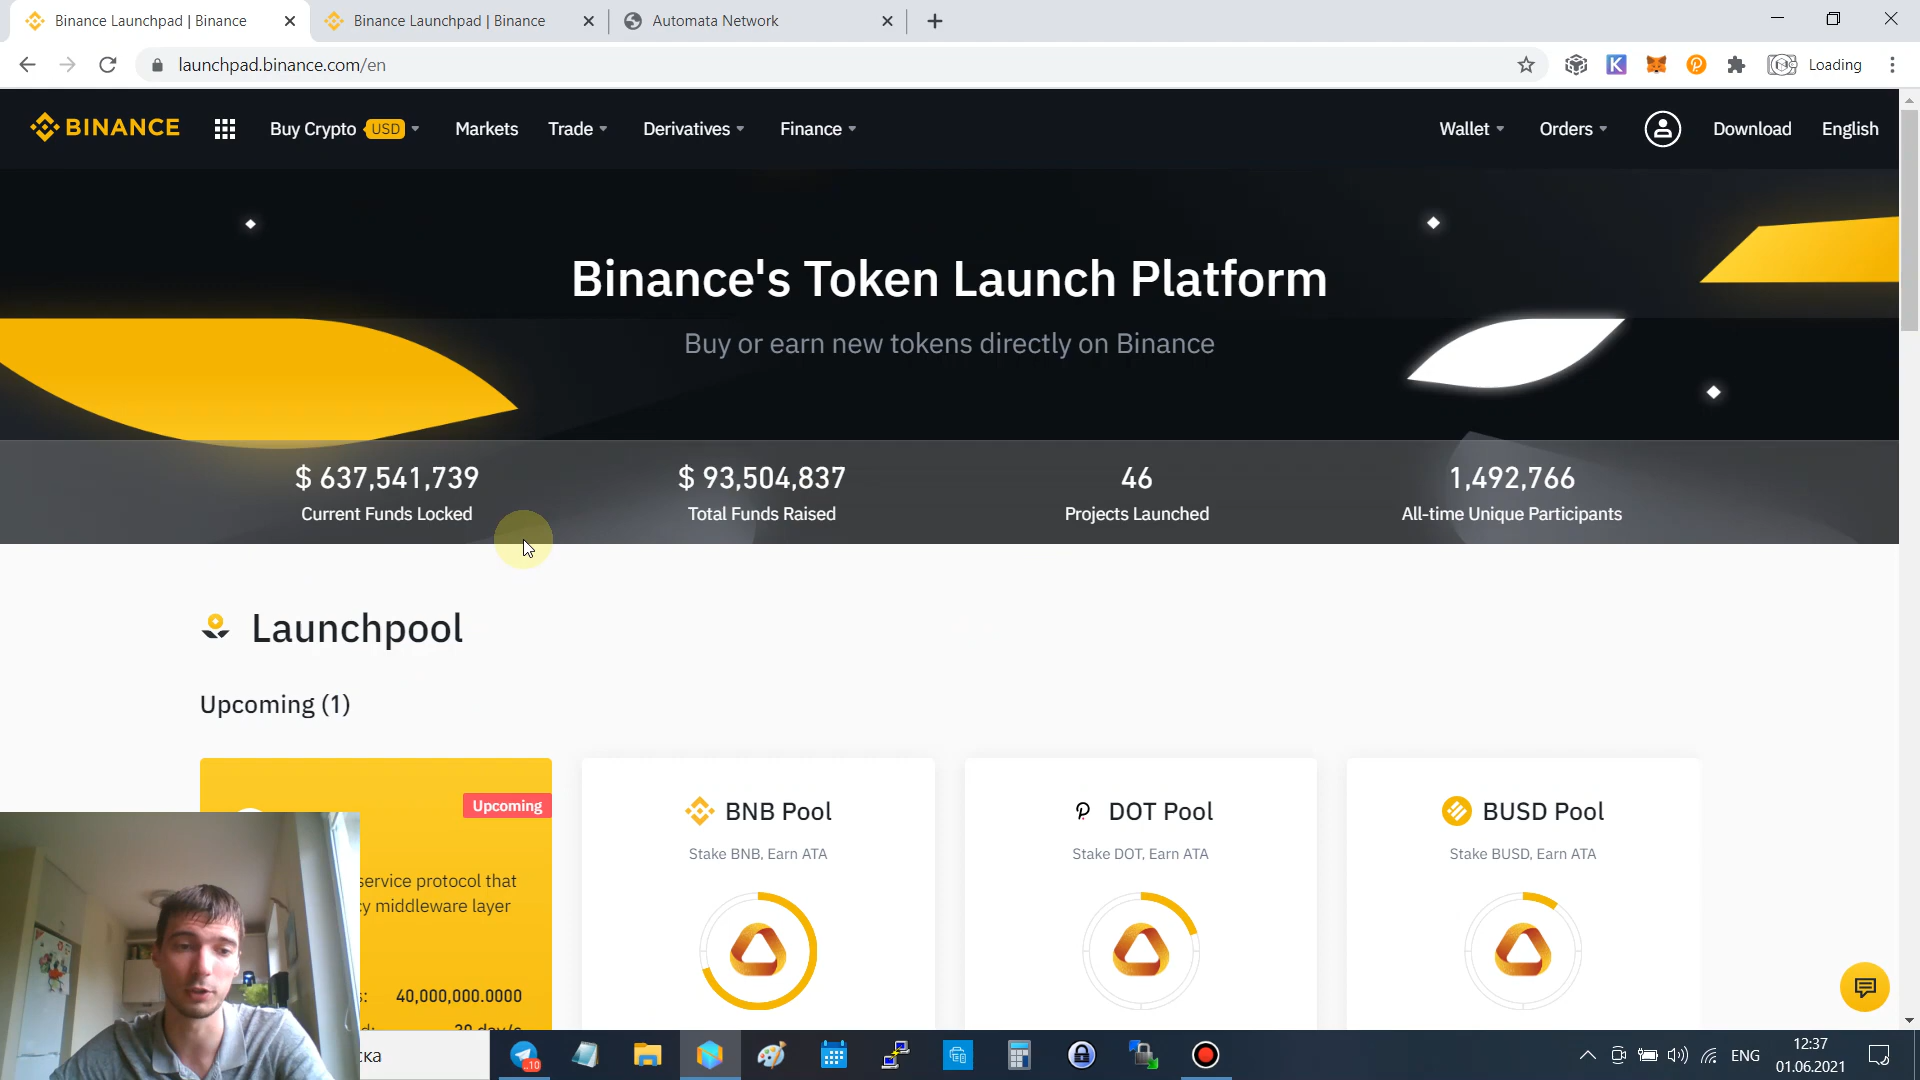 Binance Launchpad | Binance
Binance Launchpad | Binance
Automata Network
launchpad.binance.com/en
Loading
BINANCE
Buy Crypto USD
Markets
Trade
Derivatives
Finance
Wallet
Orders
Download
English
Binance's Token Launch Platform
Buy or earn new tokens directly on Binance
$ 637,541,739
Current Funds Locked
$ 93,504,837
Total Funds Raised
46
Projects Launched
1,492,766
All-time Unique Participants
Launchpool
Upcoming (1)
Upcoming
service protocol that
middleware layer
40,000,000.0000
BNB Pool
Stake BNB, Earn ATA
DOT Pool
Stake DOT, Earn ATA
BUSD Pool
Stake BUSD, Earn ATA
10
ENG
12:37
01.06.2021